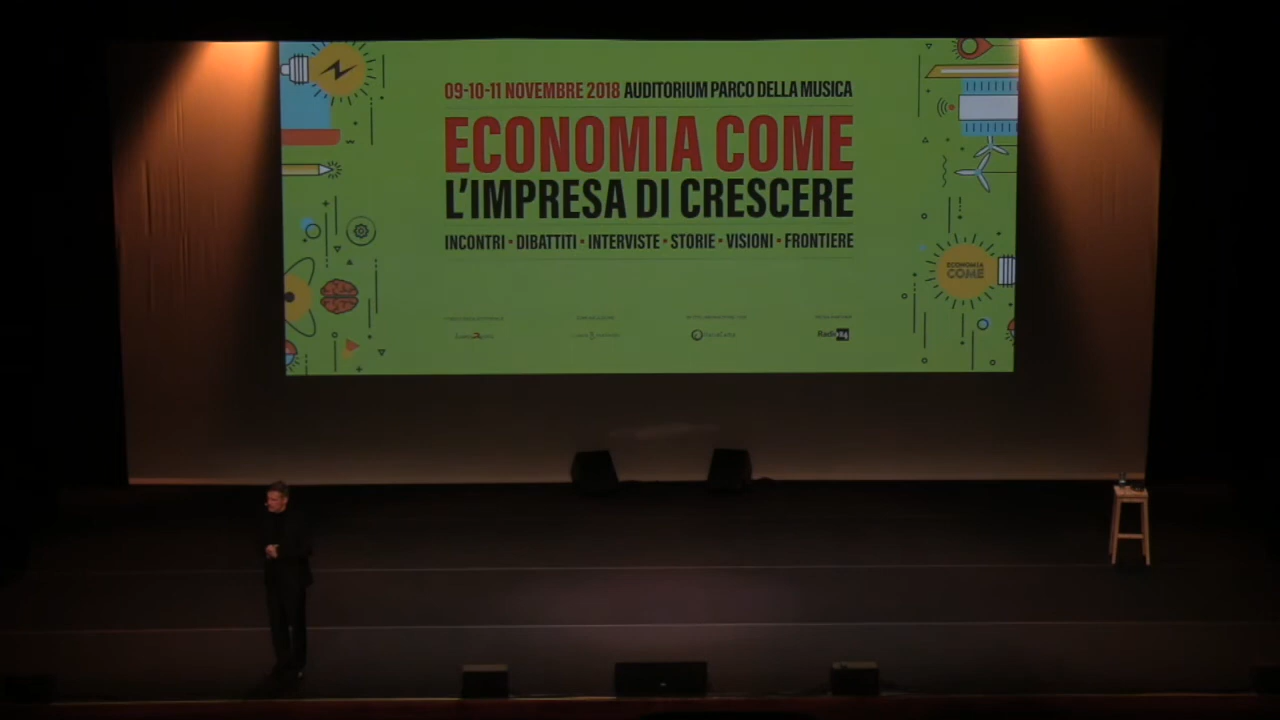 09-10-11 NOVEMBRE 2018 AUDITORIUM PARCO DELLA MUSICA
ECONOMIA COME
L'IMPRESA DI CRESCERE
INCONTRI • DIBATTITI • INTERVISTE • STORIE • VISIONI • FRONTIERE
ECONOMIA
COME
Radio